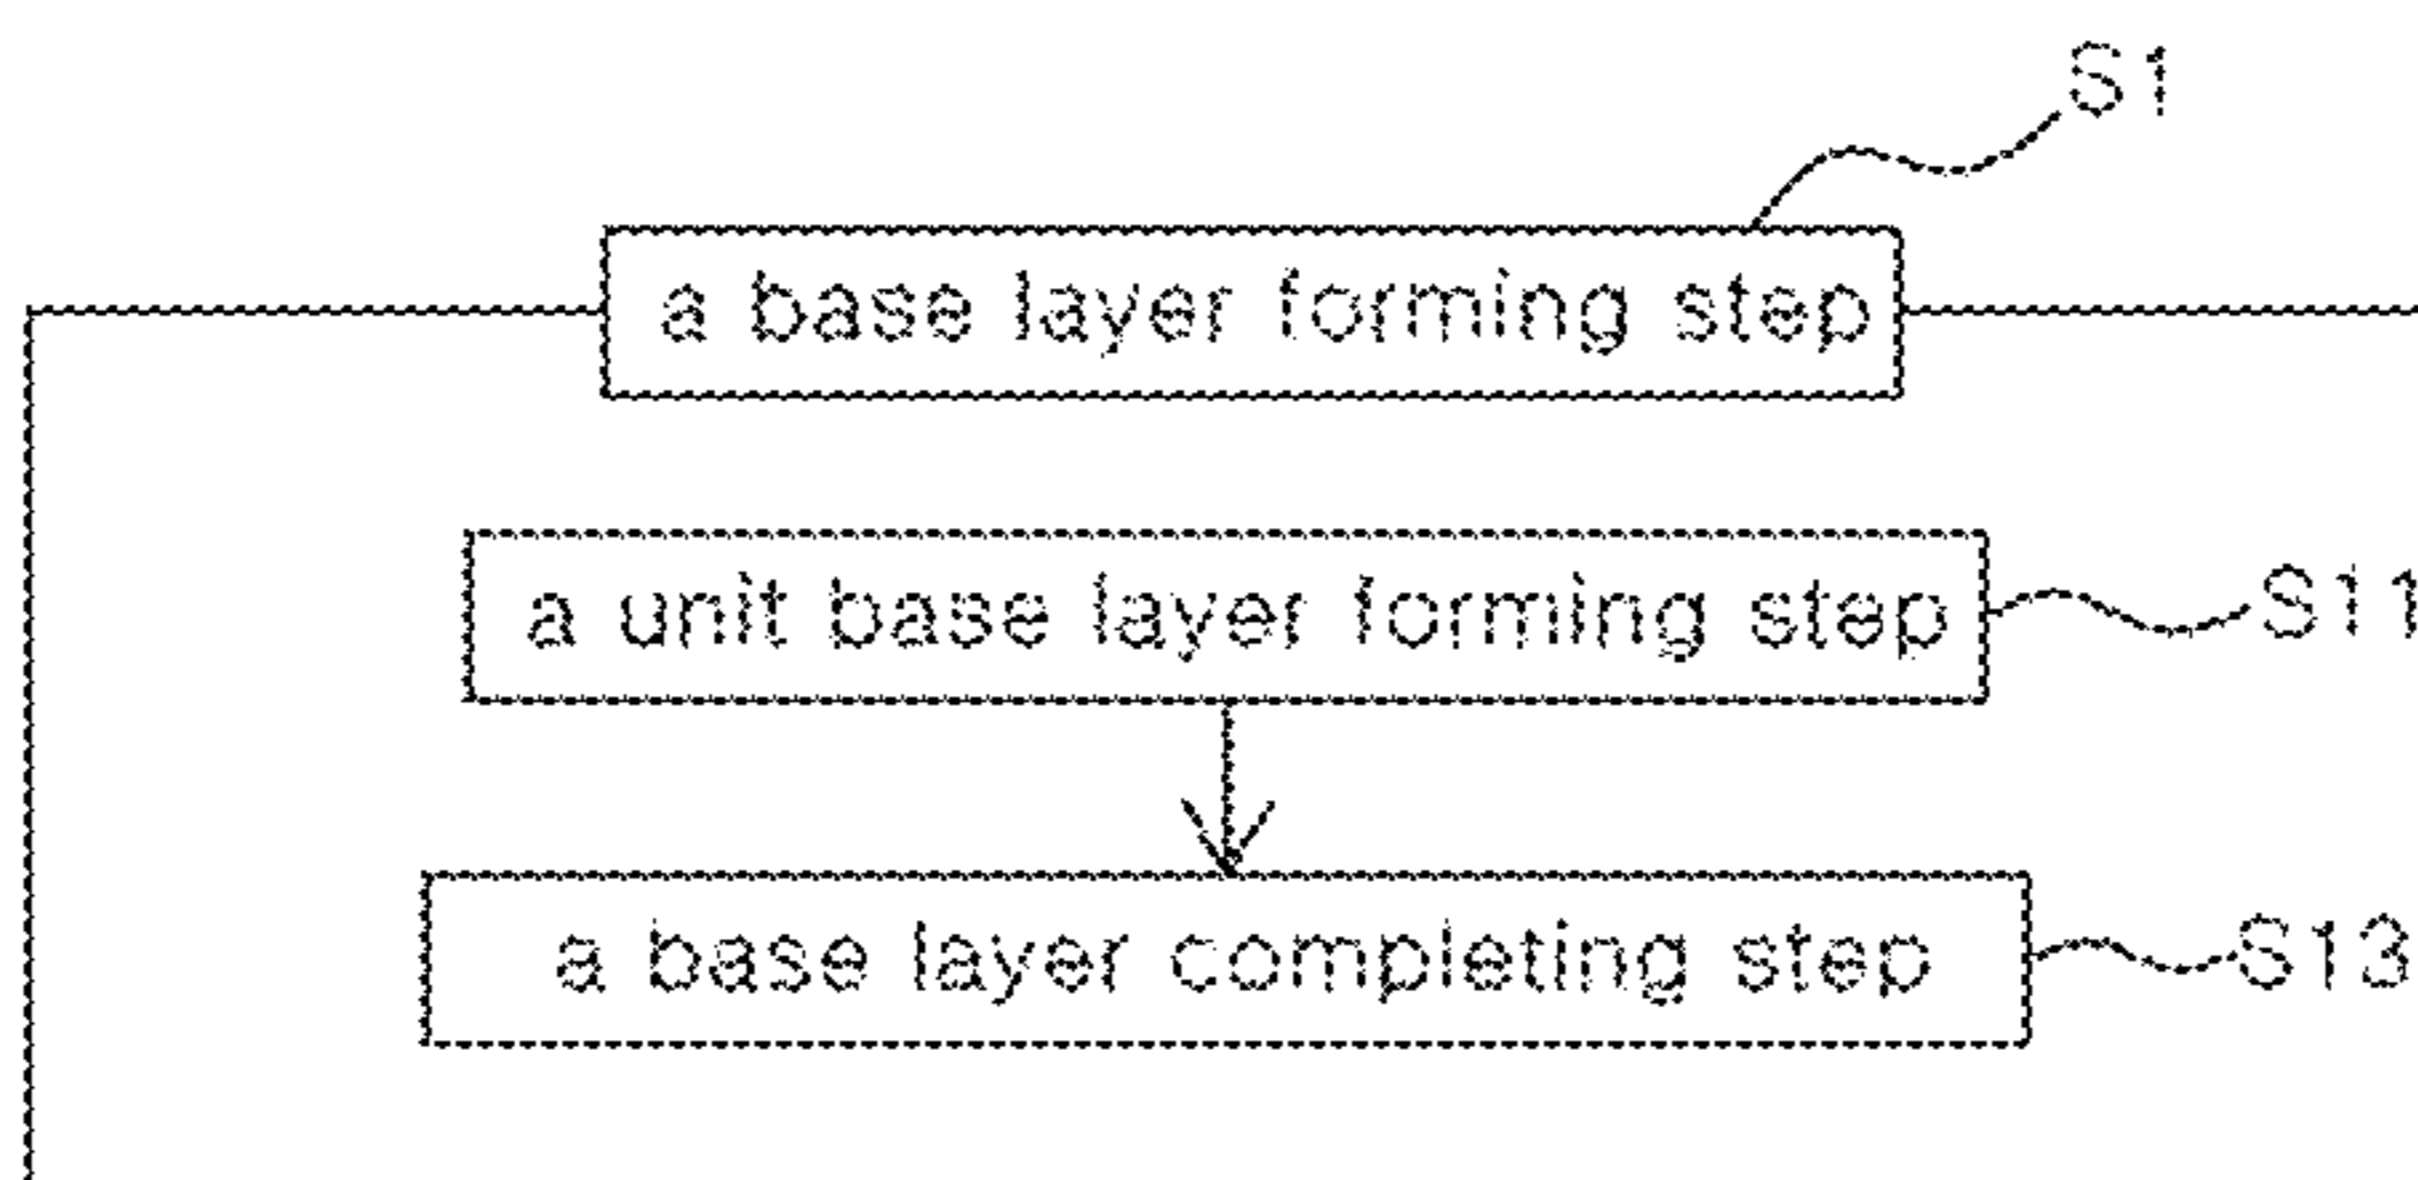 S1
a base layer forming step
a unit base layer forming step
S11
a base layer completing step
S13